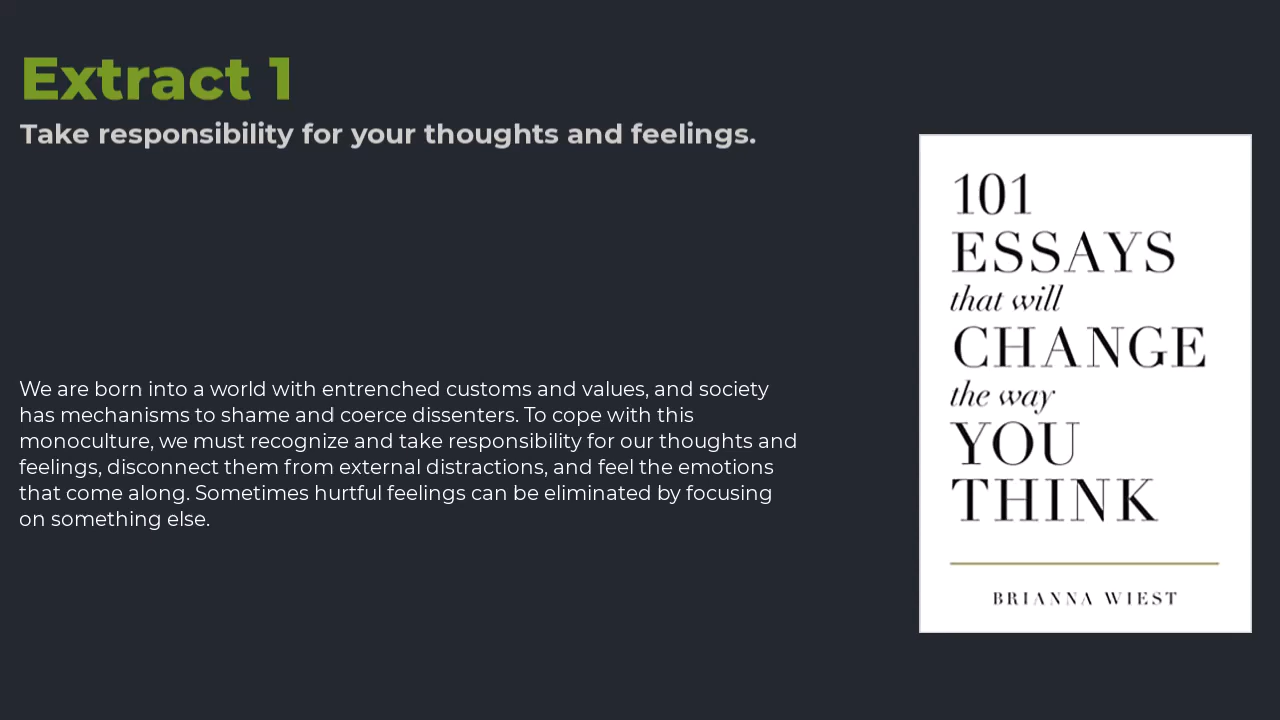 Extract 1
Take responsibility for your thoughts and feelings.
We are born into a world with entrenched customs and values, and society
has mechanisms to shame and coerce dissenters. To cope with this
monoculture, we must recognize and take responsibility for our thoughts and
feelings, disconnect them from external distractions, and feel the emotions
that come along. Sometimes hurtful feelings can be eliminated by focusing
on something else.
101
ESSAYS
that will
CHANGE
the way
YOU
THINK
BRIANNA WIEST